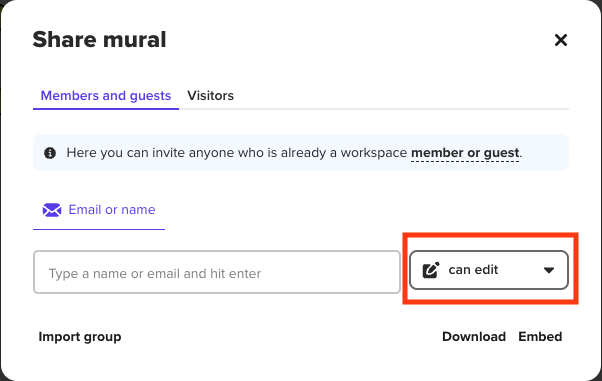 Share mural
Members and guests
Visitors
Here you can invite anyone who is already a workspace member or guest.
Email or name
Type a name or email and hit enter
can edit
Import group
Download
Embed